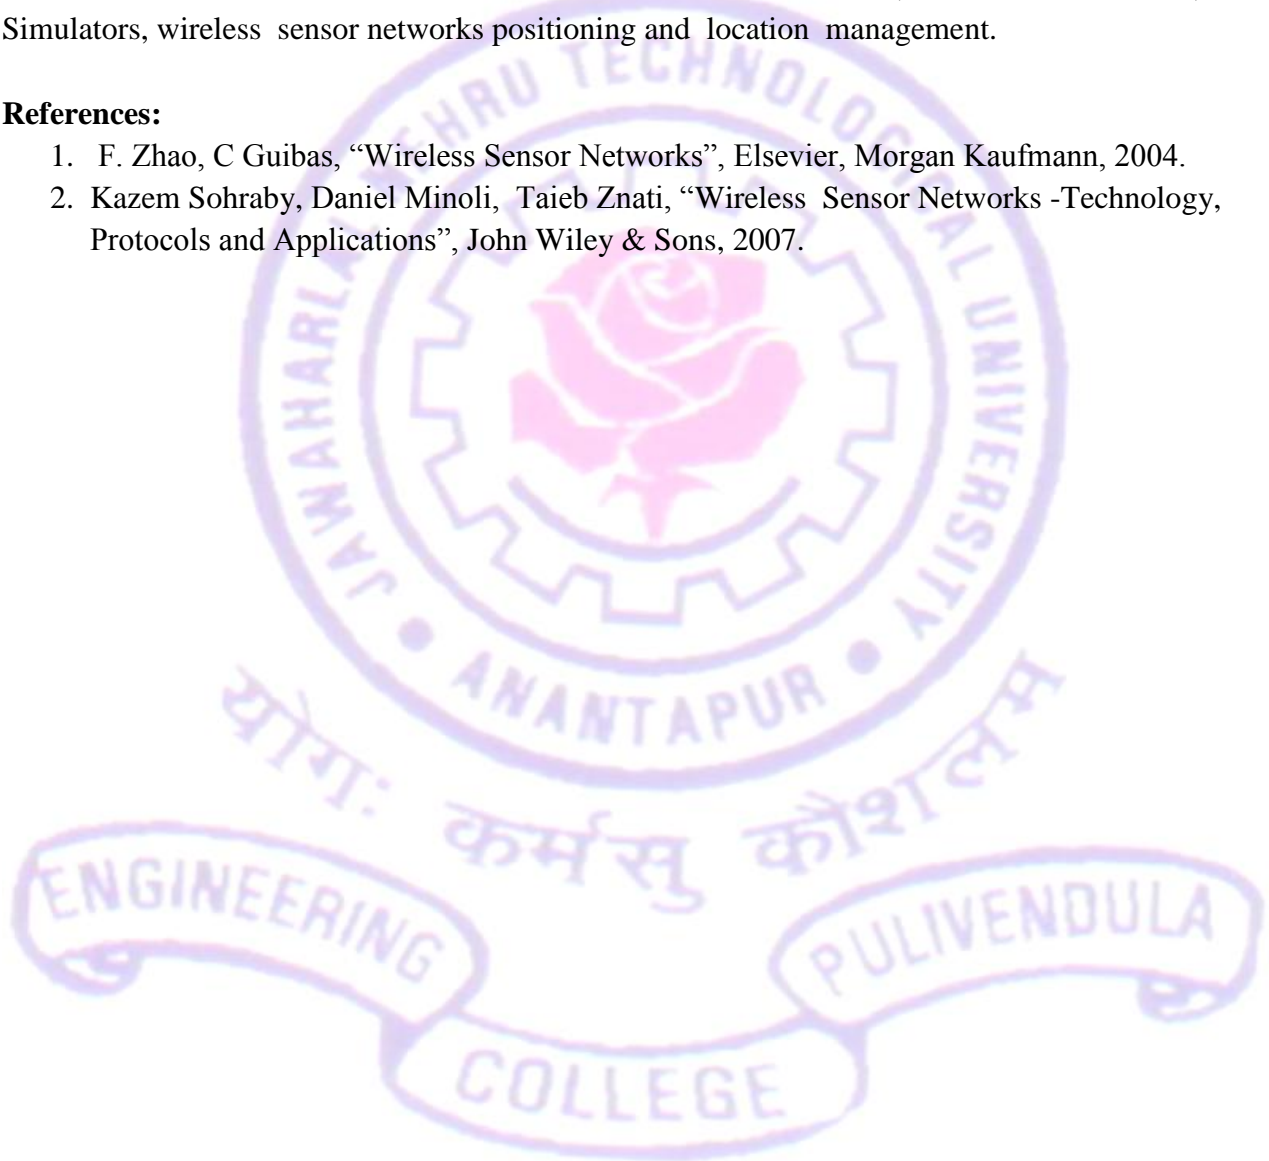 Simulators, wireless sensor networks positioning and location management.
References:
1. F. Zhao, C Guibas, “Wireless Sensor Networks”, Elsevier, Morgan Kaufmann, 2004.
2. Kazem Sohraby, Daniel Minoli, Taieb Znati, “Wireless Sensor Networks -Technology,
Protocols and Applications”, John Wiley & Sons, 2007.
JAWAHARLAL NEHRU TECHNOLOGICAL UNIVERSITY
ANANTAPUR
योगः कर्मसु कौशलम
ENGINEERING
COLLEGE
PULIVENDULA